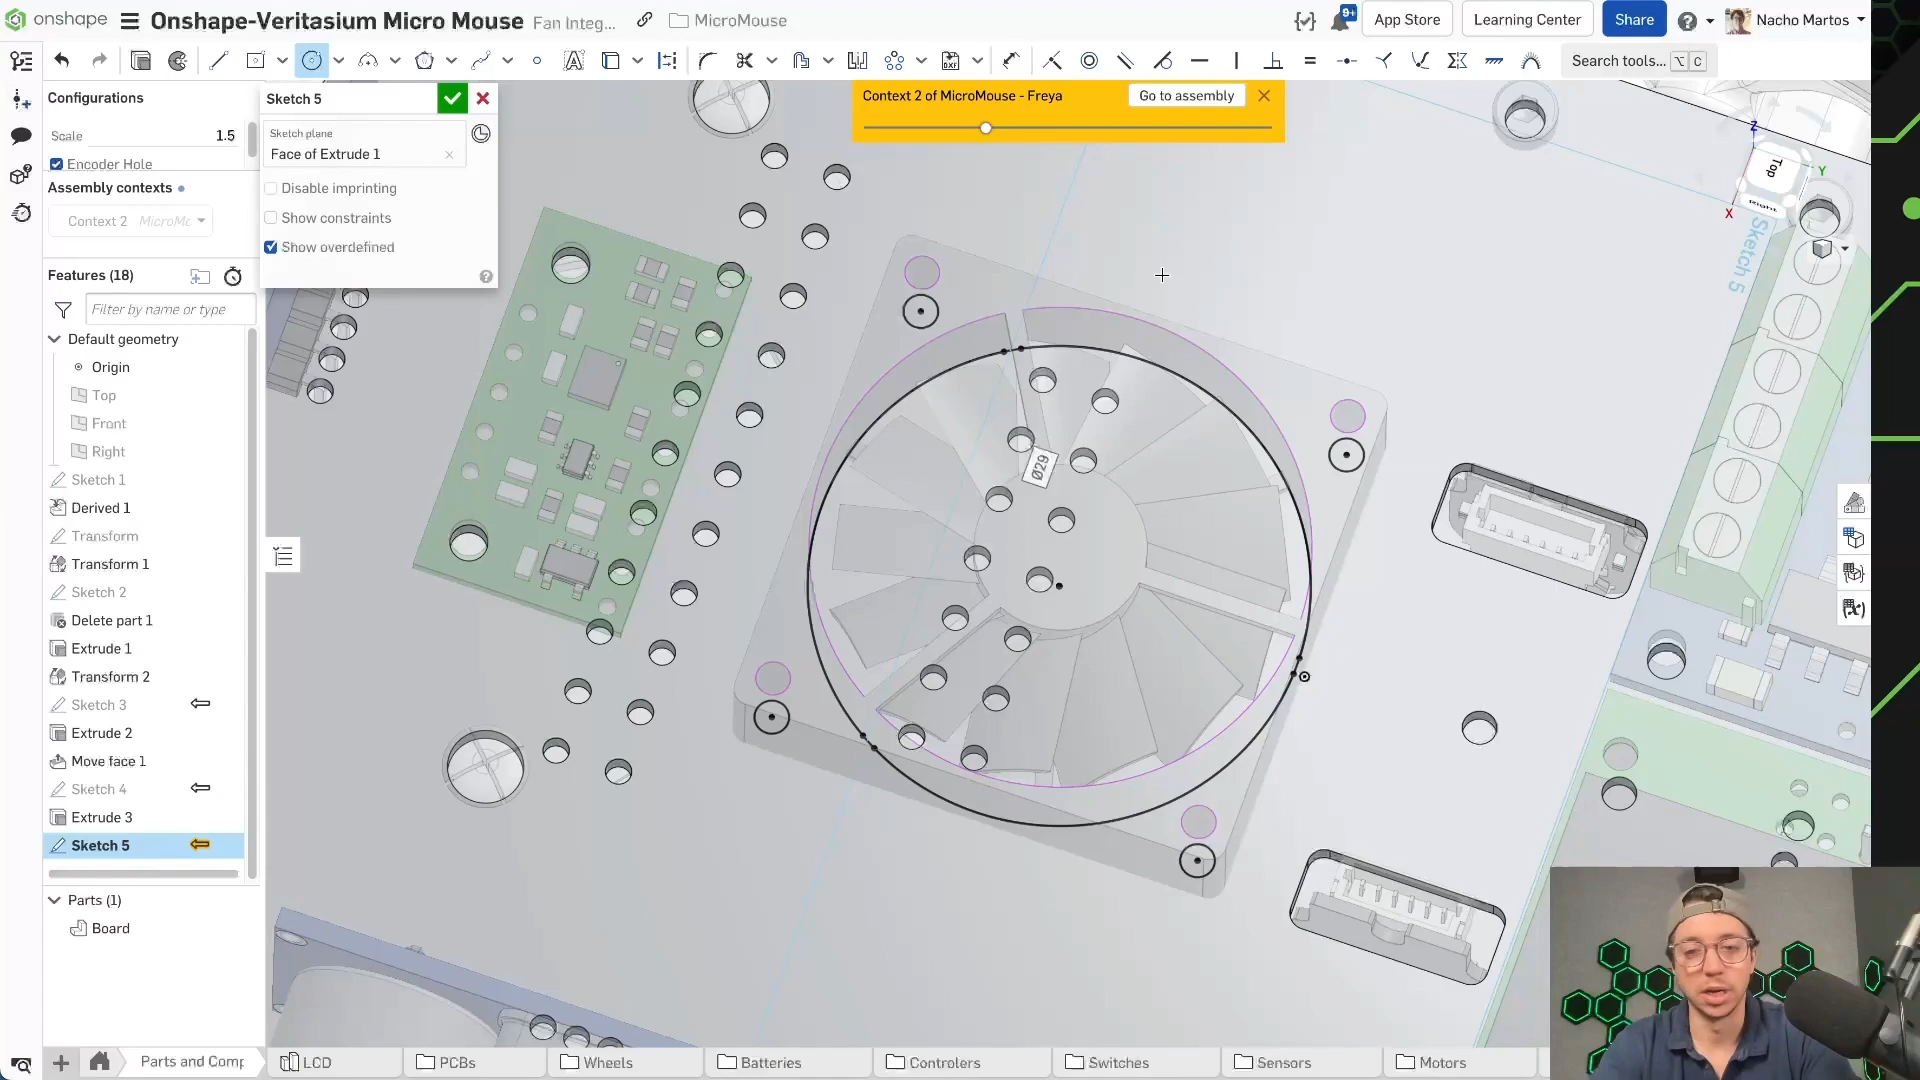 onshape
Onshape-Veritasium Micro Mouse
Fan Integ...
MicroMouse
9+
App Store
Learning Center
Share
Nacho Martos
Search tools...
C
Configurations
Scale
1.5
Encoder Hole
Assembly contexts
Context 2
MicroMo
Features (18)
Filter by name or type
Default geometry
Origin
Top
Front
Right
Sketch 1
Derived 1
Transform
Transform 1
Sketch 2
Delete part 1
Extrude 1
Transform 2
Sketch 3
Extrude 2
Move face 1
Sketch 4
Extrude 3
Sketch 5
Parts (1)
Board
Sketch 5
Sketch plane
Face of Extrude 1
Disable imprinting
Show constraints
Show overdefined
Context 2 of MicroMouse - Freya
Go to assembly
Ø29
Z
Top
Y
Right
X
Sketch 5
Parts and Comp
LCD
PCBs
Wheels
Batteries
Controlers
Switches
Sensors
Motors